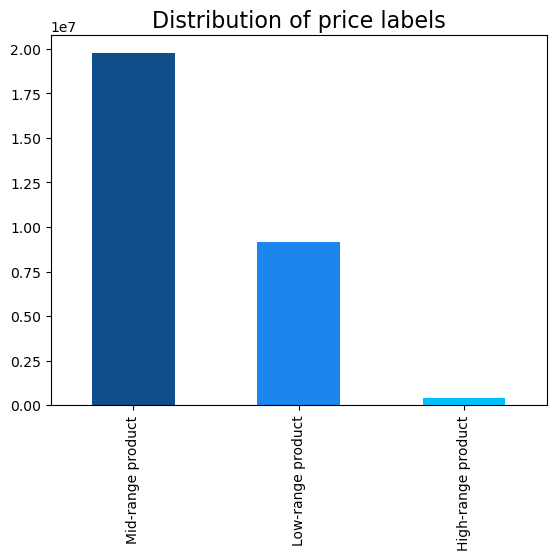 Distribution of price labels
1e7
2.00
1.75
1.50
1.25
1.00
0.75
0.50
0.25
0.00
Mid-range product
Low-range product
High-range product